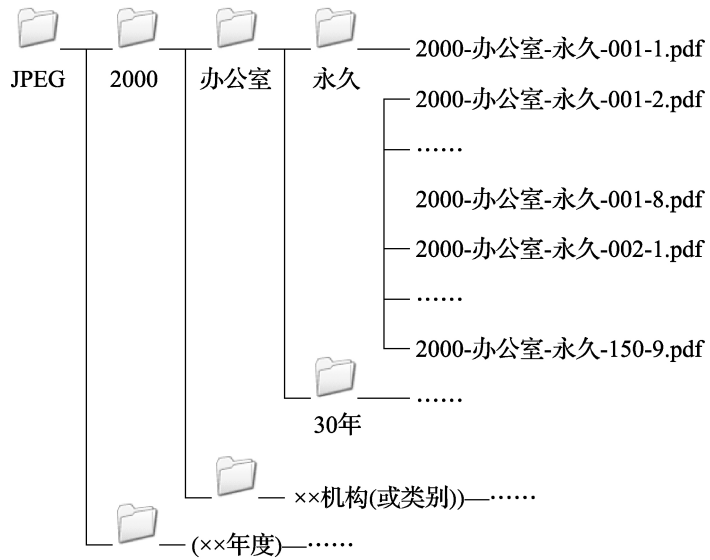 2000-办公室-永久-001-1.pdf
JPEG 2000 办公室 永久
2000-办公室-永久-001-2.pdf
……
2000-办公室-永久-001-8.pdf
2000-办公室-永久-002-1.pdf
……
2000-办公室-永久-150-9.pdf
……
30年
××机构(或类别))—……
(××年度)—……